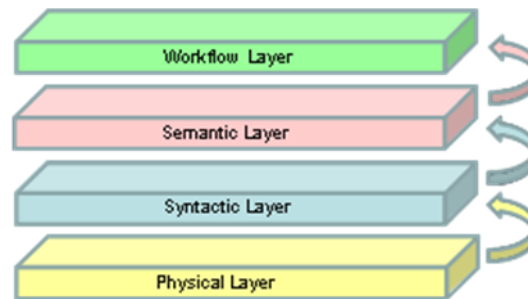 Workflow Layer
Semantic Layer
Syntactic Layer
Physical Layer